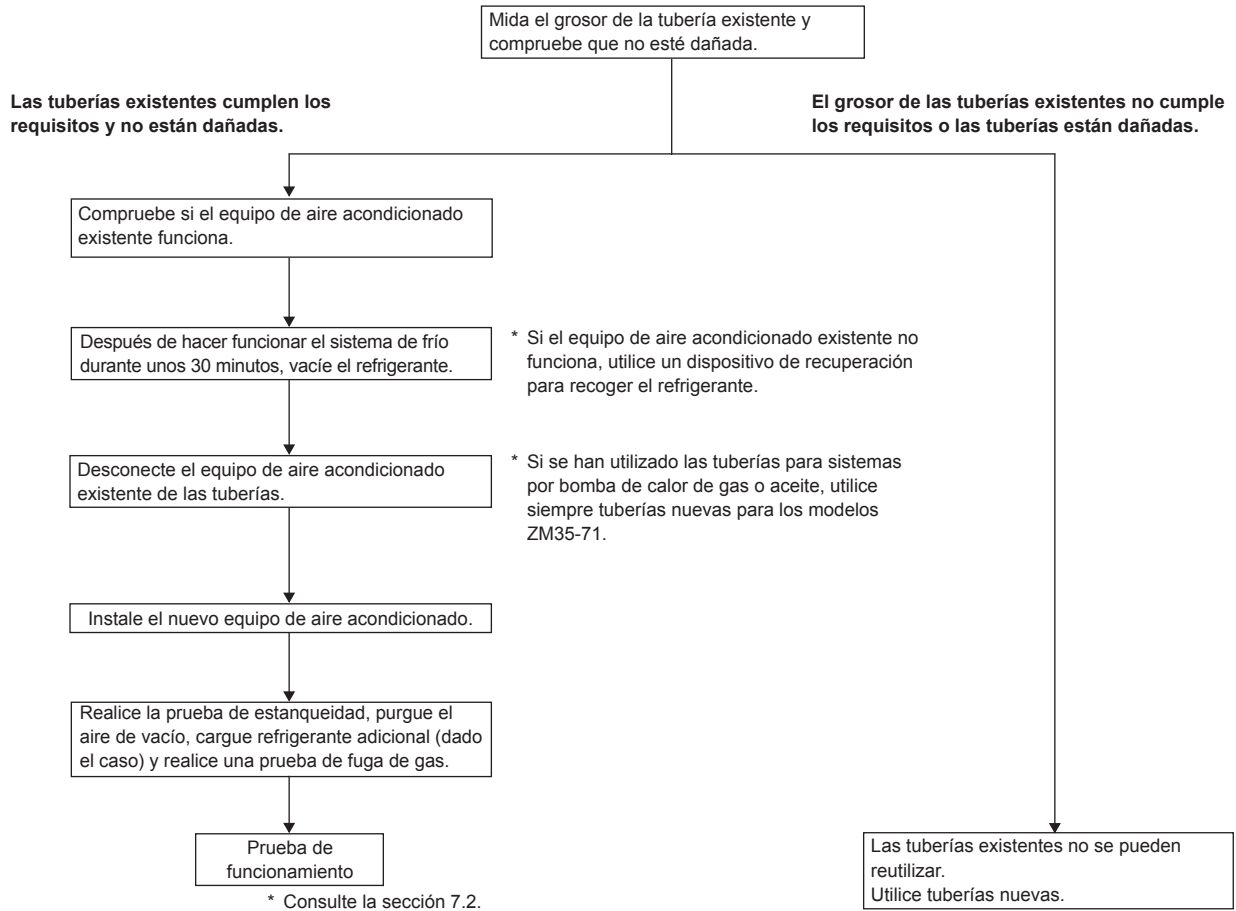 Mida el grosor de la tubería existente y
compruebe que no esté dañada.
Las tuberías existentes cumplen los
requisitos y no están dañadas.
El grosor de las tuberías existentes no cumple
los requisitos o las tuberías están dañadas.
Compruebe si el equipo de aire acondicionado
existente funciona.
Después de hacer funcionar el sistema de frío
durante unos 30 minutos, vacíe el refrigerante.
* Si el equipo de aire acondicionado existente no
funciona, utilice un dispositivo de recuperación
para recoger el refrigerante.
Desconecte el equipo de aire acondicionado
existente de las tuberías.
* Si se han utilizado las tuberías para sistemas
por bomba de calor de gas o aceite, utilice
siempre tuberías nuevas para los modelos
ZM35-71.
Instale el nuevo equipo de aire acondicionado.
Realice la prueba de estanqueidad, purgue el
aire de vacío, cargue refrigerante adicional (dado
el caso) y realice una prueba de fuga de gas.
Prueba de
funcionamiento
* Consulte la sección 7.2.
Las tuberías existentes no se pueden
reutilizar.
Utilice tuberías nuevas.